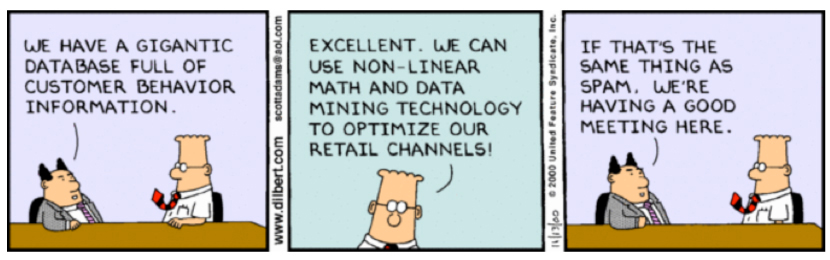 WE HAVE A GIGANTIC
DATABASE FULL OF
CUSTOMER BEHAVIOR
INFORMATION.
www.dilbert.com scottadams@aol.com
EXCELLENT. WE CAN
USE NON-LINEAR
MATH AND DATA
MINING TECHNOLOGY
TO OPTIMIZE OUR
RETAIL CHANNELS!
© 2000 United Feature Syndicate, Inc.
IF THAT'S THE
SAME THING AS
SPAM, WE'RE
HAVING A GOOD
MEETING HERE.